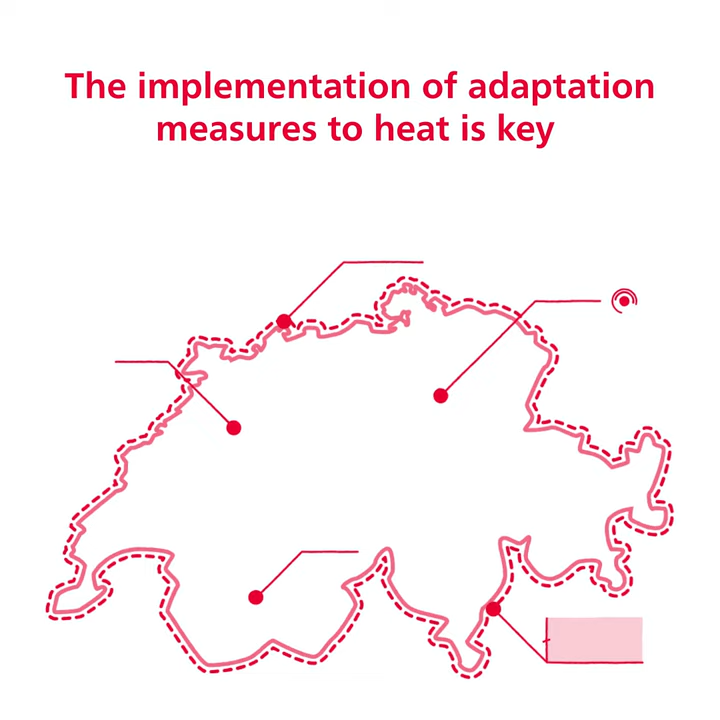 The implementation of adaptation
measures to heat is key